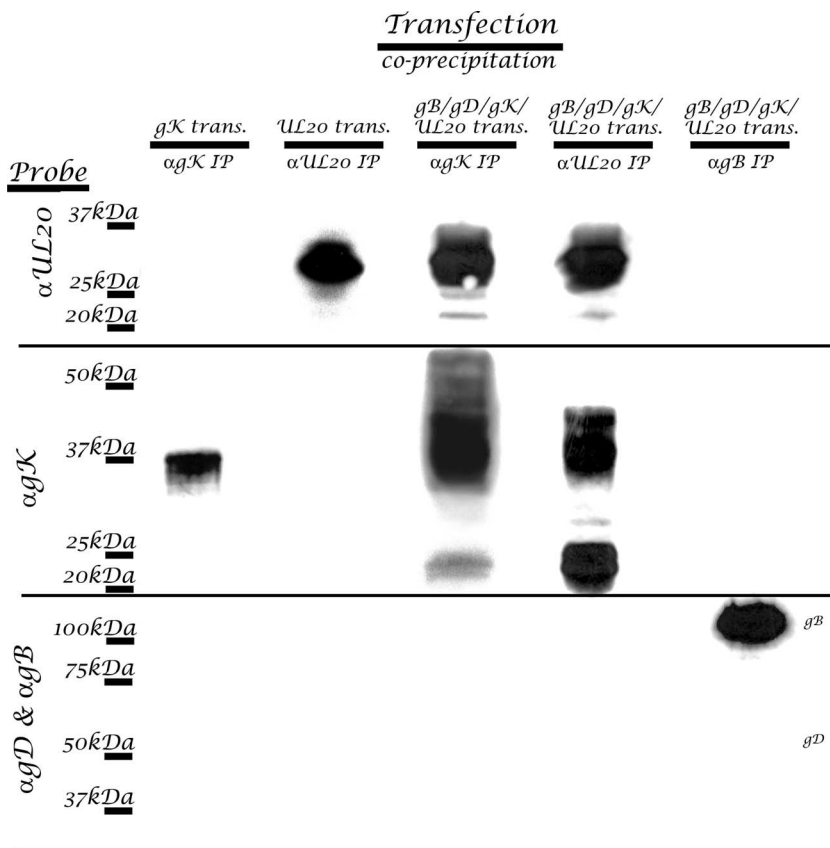 Transfection
co-precipitation
gK trans.
αgK IP
UL20 trans.
αUL20 IP
gB/gD/gK/
UL20 trans.
αgK IP
gB/gD/gK/
UL20 trans.
αUL20 IP
gB/gD/gK/
UL20 trans.
αgB IP
Probe
αUL20
37kDa
25kDa
20kDa
αgK
50kDa
37kDa
25kDa
20kDa
αgD & αgB
100kDa
75kDa
50kDa
37kDa
gB
gD